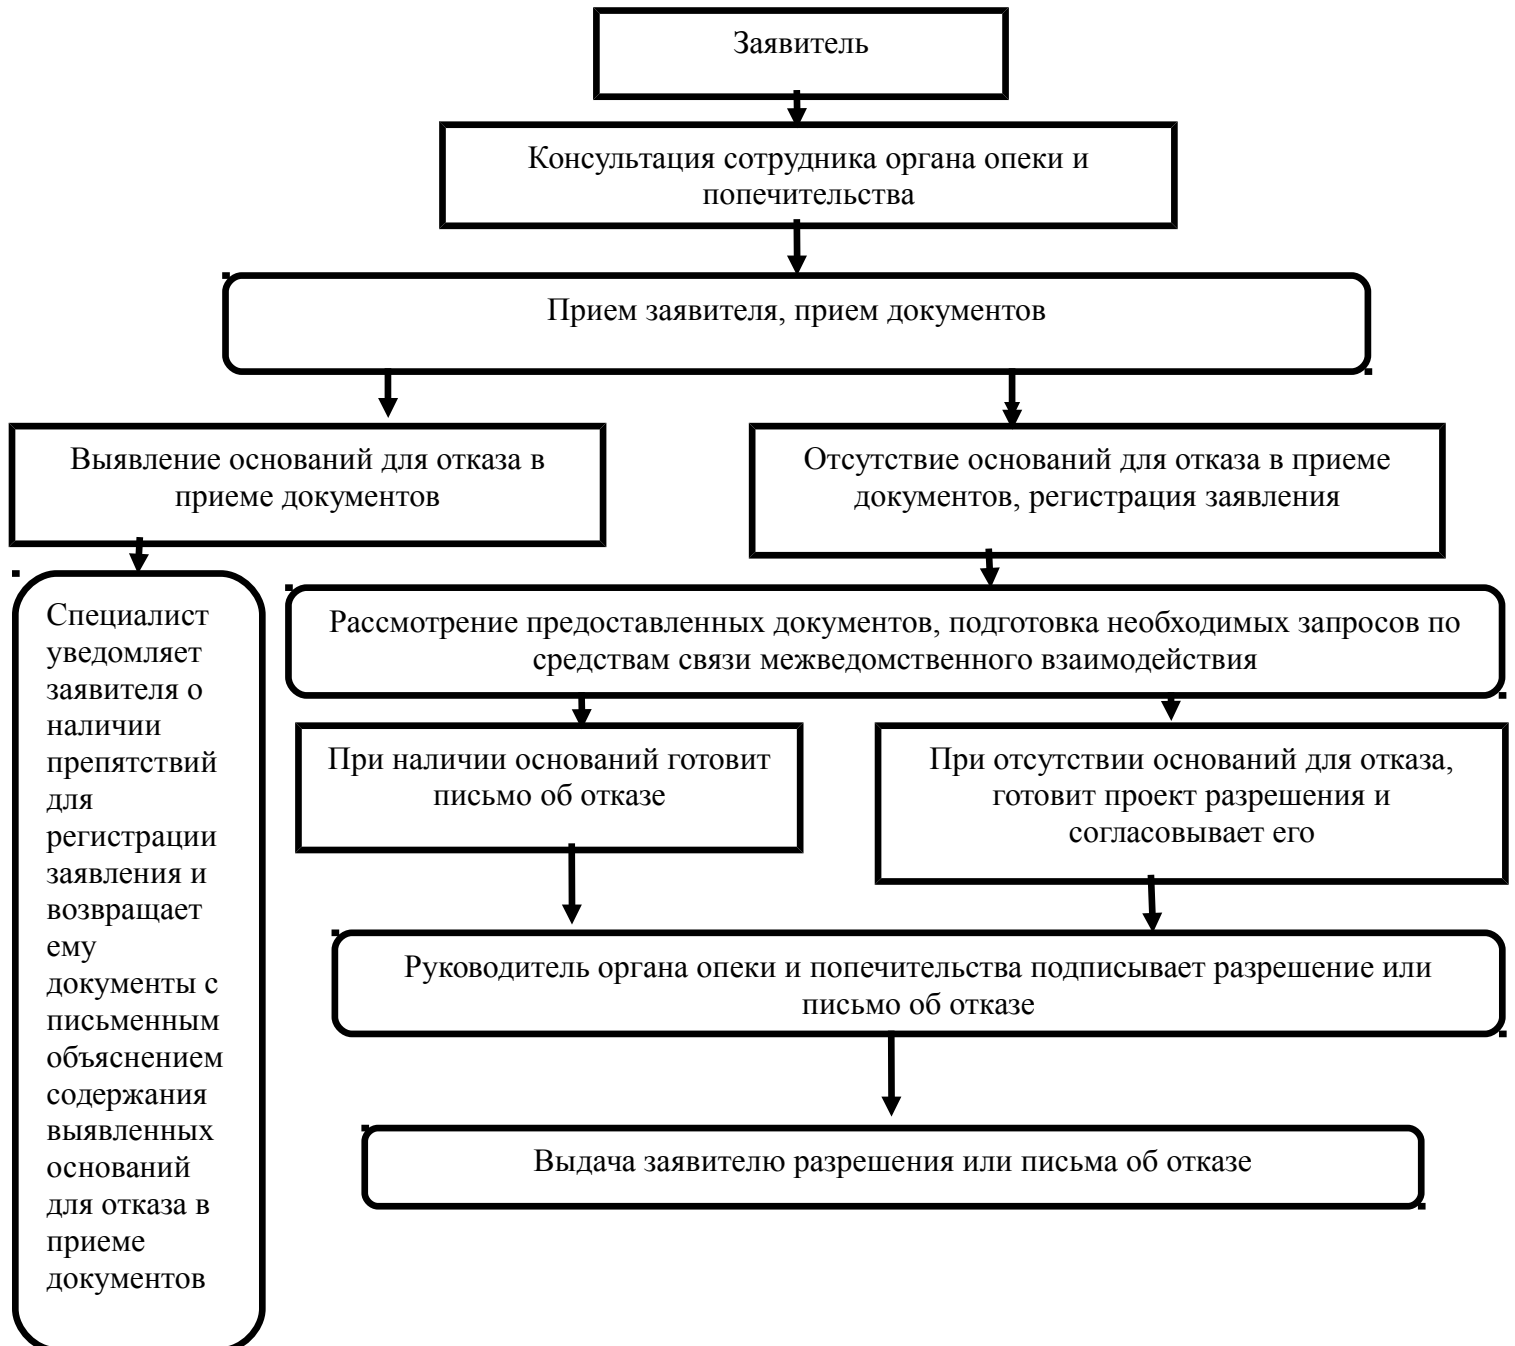 Заявитель
Консультация сотрудника органа опеки и
попечительства
Прием заявителя, прием документов
Выявление оснований для отказа в
приеме документов
Отсутствие оснований для отказа в приеме
документов, регистрация заявления
Специалист
уведомляет
заявителя о
наличии
препятствий
для
регистрации
заявления и
возвращает
ему
документы с
письменным
объяснением
содержания
выявленных
оснований
для отказа в
приеме
документов
Рассмотрение предоставленных документов, подготовка необходимых запросов по
средствам связи межведомственного взаимодействия
При наличии оснований готовит
письмо об отказе
При отсутствии оснований для отказа,
готовит проект разрешения и
согласовывает его
Руководитель органа опеки и попечительства подписывает разрешение или
письмо об отказе
Выдача заявителю разрешения или письма об отказе